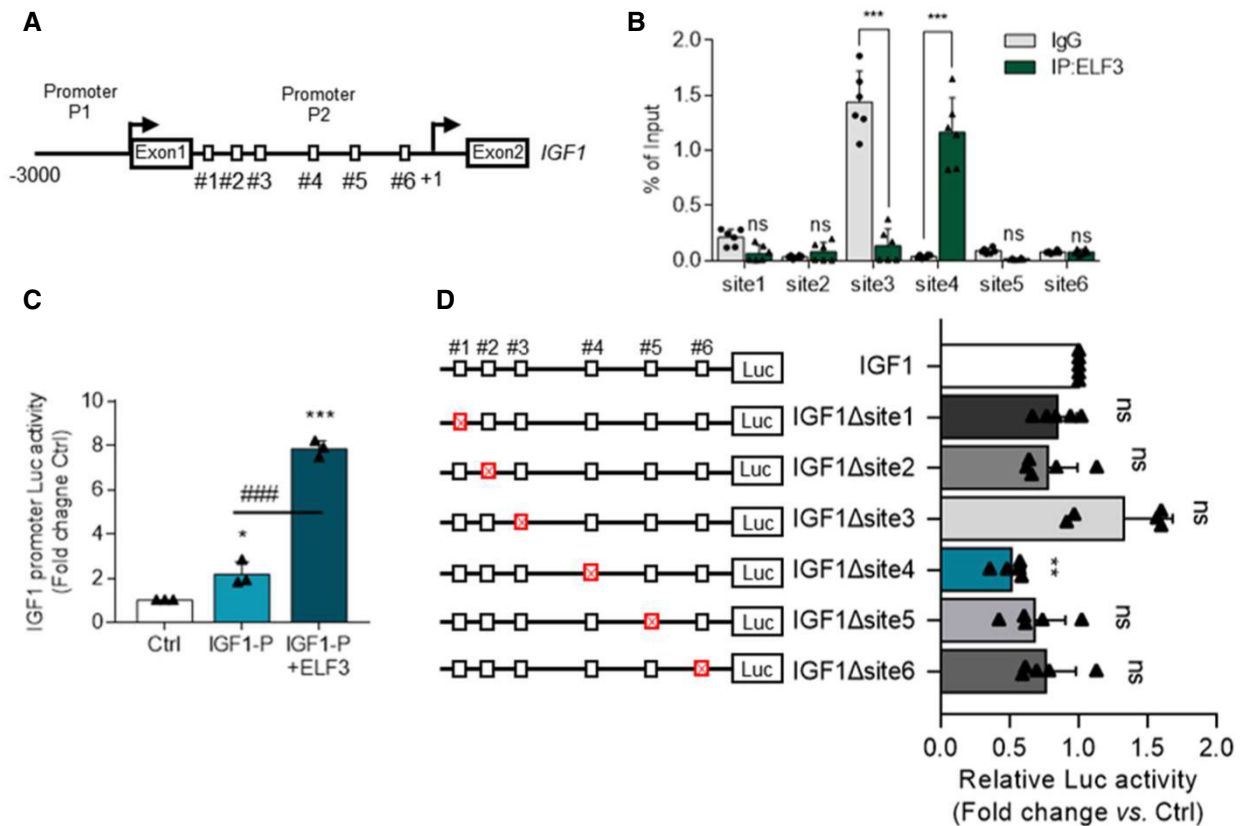 A
Promoter
P1
Promoter
P2
Exon1
Exon2
IGF1
-3000
#1
#2
#3
#4
#5
#6
+1
B
% of Input
2.0
1.5
1.0
0.5
0.0
***
***
IgG
IP:ELF3
ns
ns
ns
ns
site1
site2
site3
site4
site5
site6
C
IGF1 promoter Luc activity
(Fold chagne Ctrl)
10
8
6
4
2
0
*
###
***
Ctrl
IGF1-P
IGF1-P
+ELF3
D
#1
#2
#3
#4
#5
#6
Luc
IGF1
Luc
IGF1Δsite1
ns
Luc
IGF1Δsite2
ns
Luc
IGF1Δsite3
ns
Luc
IGF1Δsite4
**
Luc
IGF1Δsite5
ns
Luc
IGF1Δsite6
ns
0.0
0.5
1.0
1.5
2.0
Relative Luc activity
(Fold change vs. Ctrl)